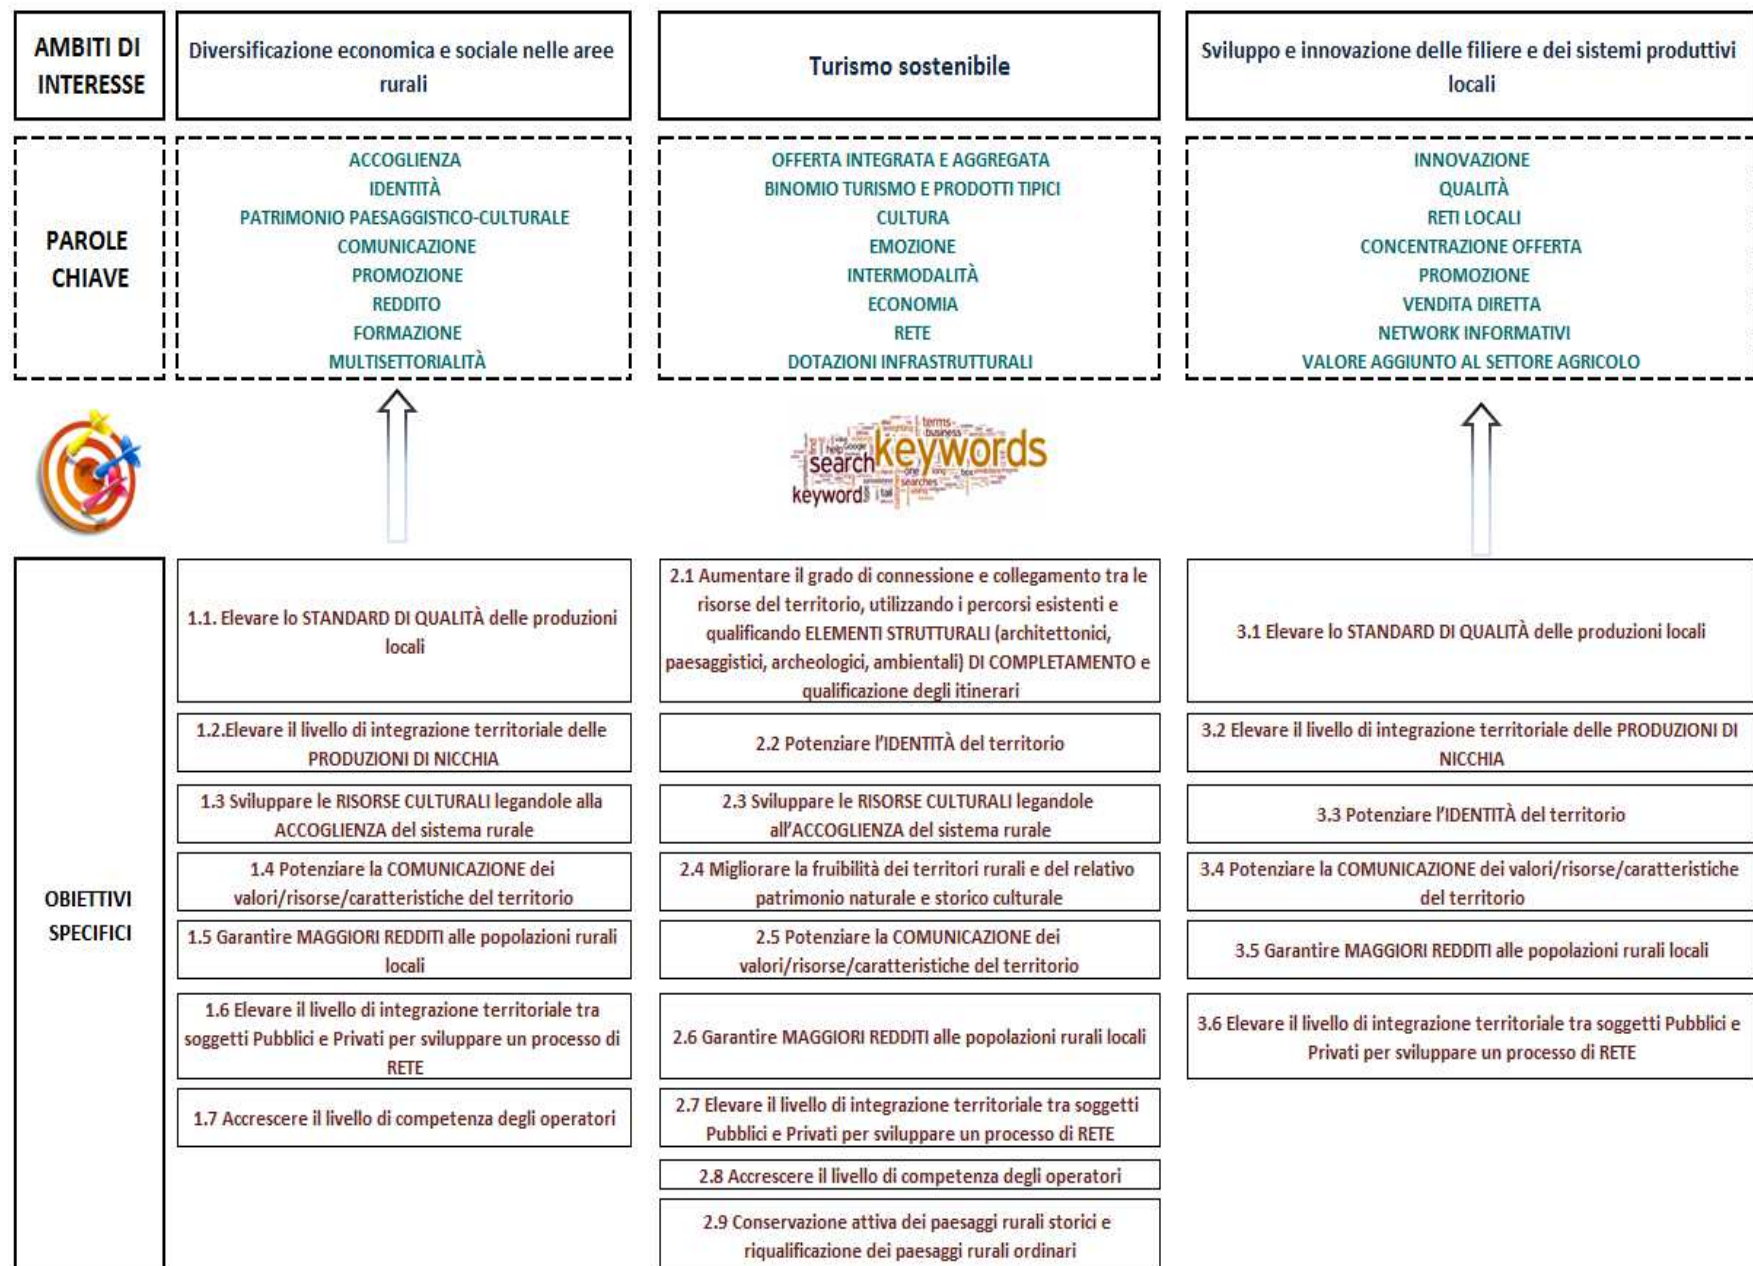 AMBITI DI
INTERESSE
Diversificazione economica e sociale nelle aree
rurali
Turismo sostenibile
Sviluppo e innovazione delle filiere e dei sistemi produttivi
locali
PAROLE
CHIAVE
ACCOGLIENZA
IDENTITÀ
PATRIMONIO PAESAGGISTICO-CULTURALE
COMUNICAZIONE
PROMOZIONE
REDDITO
FORMAZIONE
MULTISETTORIALITÀ
OFFERTA INTEGRATA E AGGREGATA
BINOMIO TURISMO E PRODOTTI TIPICI
CULTURA
EMOZIONE
INTERMODALITÀ
ECONOMIA
RETE
DOTAZIONI INFRASTRUTTURALI
INNOVAZIONE
QUALITÀ
RETI LOCALI
CONCENTRAZIONE OFFERTA
PROMOZIONE
VENDITA DIRETTA
NETWORK INFORMATIVI
VALORE AGGIUNTO AL SETTORE AGRICOLO
terms
business
keywords
search
keyword
searches
OBIETTIVI
SPECIFICI
1.1. Elevare lo STANDARD DI QUALITÀ delle produzioni
locali
1.2.Elevare il livello di integrazione territoriale delle
PRODUZIONI DI NICCHIA
1.3 Sviluppare le RISORSE CULTURALI legandole alla
ACCOGLIENZA del sistema rurale
1.4 Potenziare la COMUNICAZIONE dei
valori/risorse/caratteristiche del territorio
1.5 Garantire MAGGIORI REDDITI alle popolazioni rurali
locali
1.6 Elevare il livello di integrazione territoriale tra
soggetti Pubblici e Privati per sviluppare un processo di
RETE
1.7 Accrescere il livello di competenza degli operatori
2.1 Aumentare il grado di connessione e collegamento tra le
risorse del territorio, utilizzando i percorsi esistenti e
qualificando ELEMENTI STRUTTURALI (architettonici,
paesaggistici, archeologici, ambientali) DI COMPLETAMENTO e
qualificazione degli itinerari
2.2 Potenziare l'IDENTITÀ del territorio
2.3 Sviluppare le RISORSE CULTURALI legandole
all'ACCOGLIENZA del sistema rurale
2.4 Migliorare la fruibilità dei territori rurali e del relativo
patrimonio naturale e storico culturale
2.5 Potenziare la COMUNICAZIONE dei
valori/risorse/caratteristiche del territorio
2.6 Garantire MAGGIORI REDDITI alle popolazioni rurali locali
2.7 Elevare il livello di integrazione territoriale tra soggetti
Pubblici e Privati per sviluppare un processo di RETE
2.8 Accrescere il livello di competenza degli operatori
2.9 Conservazione attiva dei paesaggi rurali storici e
riqualificazione dei paesaggi rurali ordinari
3.1 Elevare lo STANDARD DI QUALITÀ delle produzioni locali
3.2 Elevare il livello di integrazione territoriale delle PRODUZIONI DI
NICCHIA
3.3 Potenziare l'IDENTITÀ del territorio
3.4 Potenziare la COMUNICAZIONE dei valori/risorse/caratteristiche
del territorio
3.5 Garantire MAGGIORI REDDITI alle popolazioni rurali locali
3.6 Elevare il livello di integrazione territoriale tra soggetti Pubblici e
Privati per sviluppare un processo di RETE